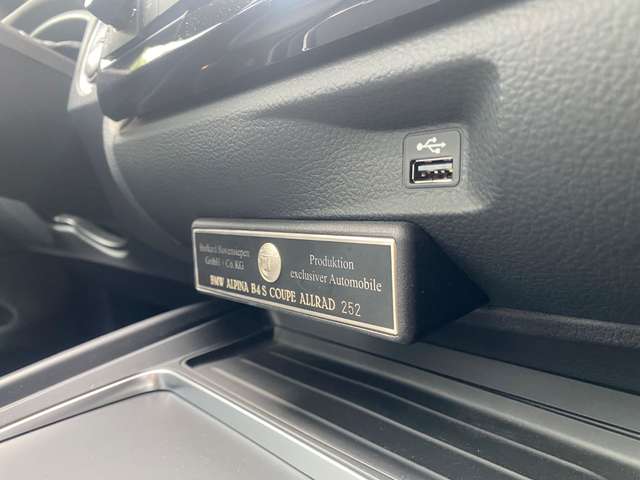 Burkard Bovensiepen
GmbH + Co. KG
Produktion
exclusiver Automobile
BMW ALPINA B4 S COUPE ALLRAD 252